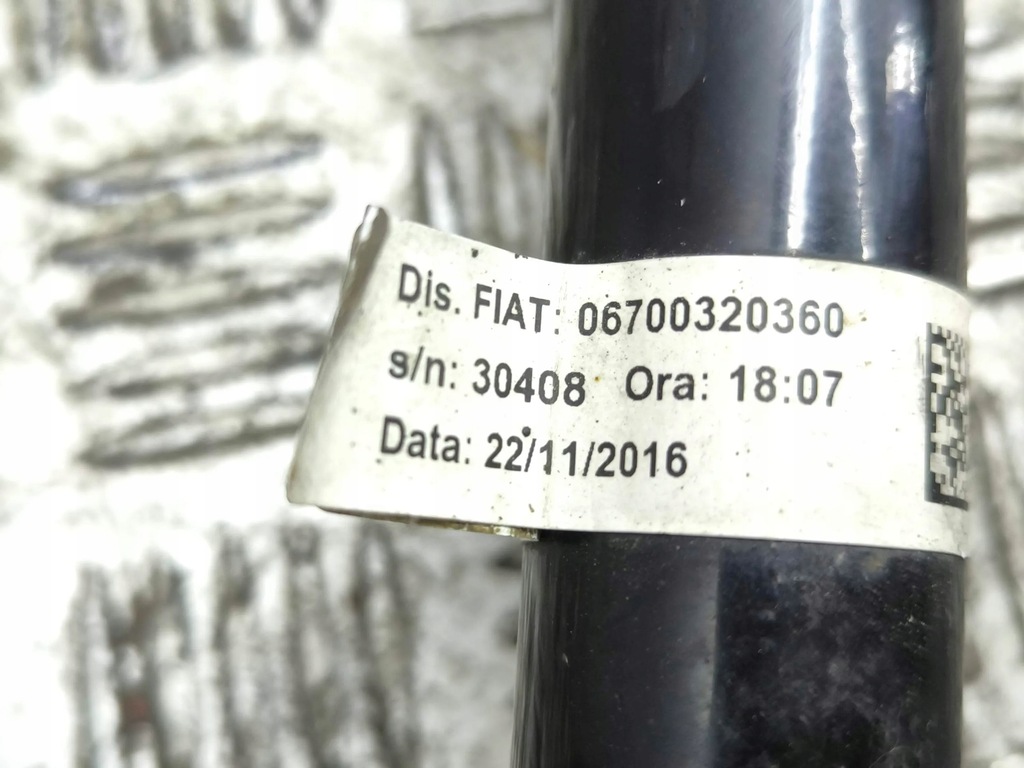 Dis. FIAT: 06700320360
s/n: 30408 Ora: 18:07
Data: 22/11/2016